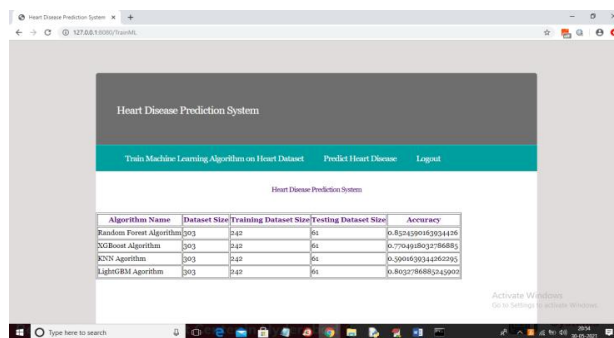 Heart Disease Prediction System
127.0.0.1:8080/TrainML
Heart Disease Prediction System
Train Machine Learning Algorithm on Heart Dataset Predict Heart Disease Logout
Heart Disease Prediction System
Algorithm Name Dataset Size Training Dataset Size Testing Dataset Size Accuracy
Random Forest Algorithm 303 242 61 0.8524590163934426
XGBoost Algorithm 303 242 61 0.7704918032786885
KNN Agorithm 303 242 61 0.5901639344262295
LightGBM Agorithm 303 242 61 0.8032786885245902
Activate Windows
Go to Settings to activate Windows.
Type here to search
20:54
30-05-2021